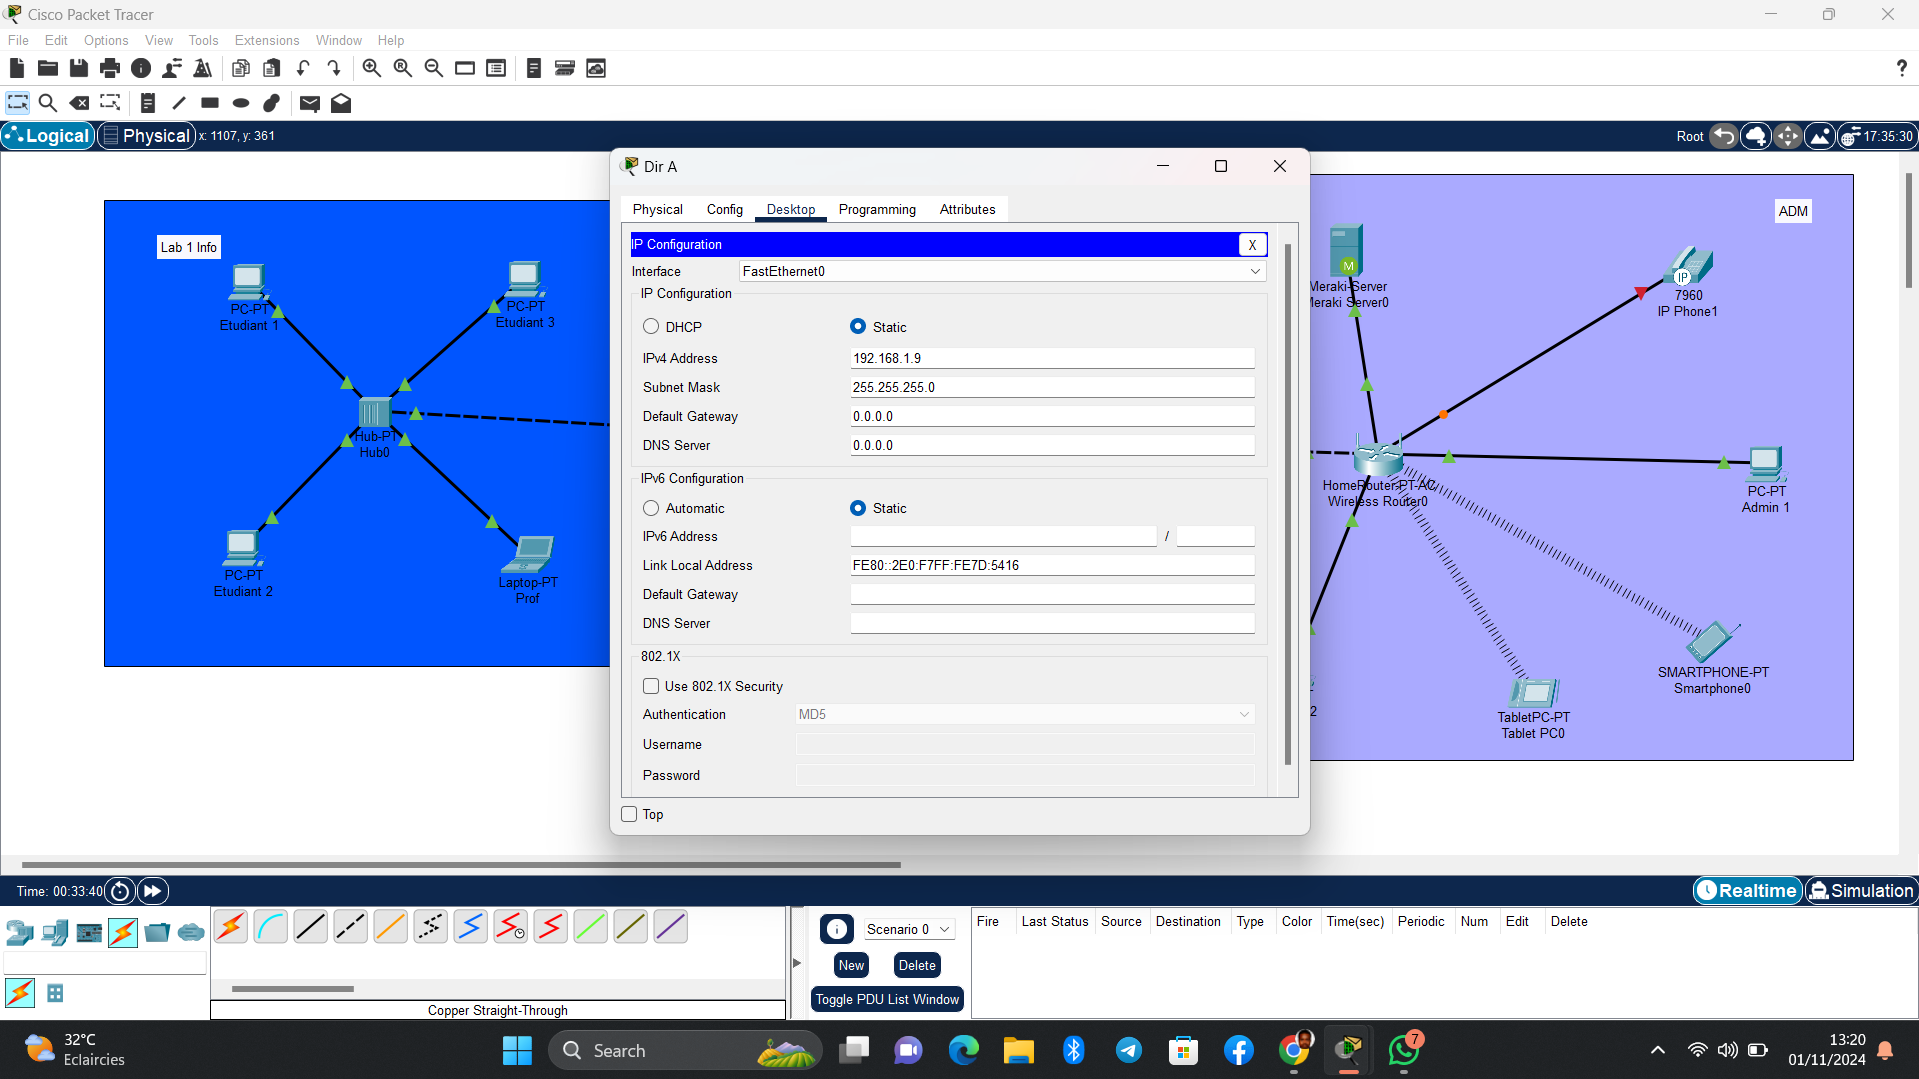 Cisco Packet Tracer
File Edit Options View Tools Extensions Window Help
?
Logical Physical x: 1107, y: 361
Root 17:35:30
Lab 1 Info
PC-PT
Etudiant 1
PC-PT
Etudiant 3
Hub-PT
Hub0
PC-PT
Etudiant 2
Laptop-PT
Prof
Dir A
Physical Config Desktop Programming Attributes
IP Configuration X
Interface FastEthernet0
IP Configuration
DHCP Static
IPv4 Address 192.168.1.9
Subnet Mask 255.255.255.0
Default Gateway 0.0.0.0
DNS Server 0.0.0.0
IPv6 Configuration
Automatic Static
IPv6 Address /
Link Local Address FE80::2E0:F7FF:FE7D:5416
Default Gateway
DNS Server
802.1X
Use 802.1X Security
Authentication MD5
Username
Password
Top
ADM
M
Meraki-Server
Meraki Server0
IP
7960
IP Phone1
HomeRouter-PT-AC
Wireless Router0
PC-PT
Admin 1
SMARTPHONE-PT
Smartphone0
TabletPC-PT
Tablet PC0
2
Time: 00:33:40
Realtime Simulation
Copper Straight-Through
Scenario 0
New Delete
Toggle PDU List Window
Fire Last Status Source Destination Type Color Time(sec) Periodic Num Edit Delete
32°C
Eclaircies
Search
7
13:20
01/11/2024